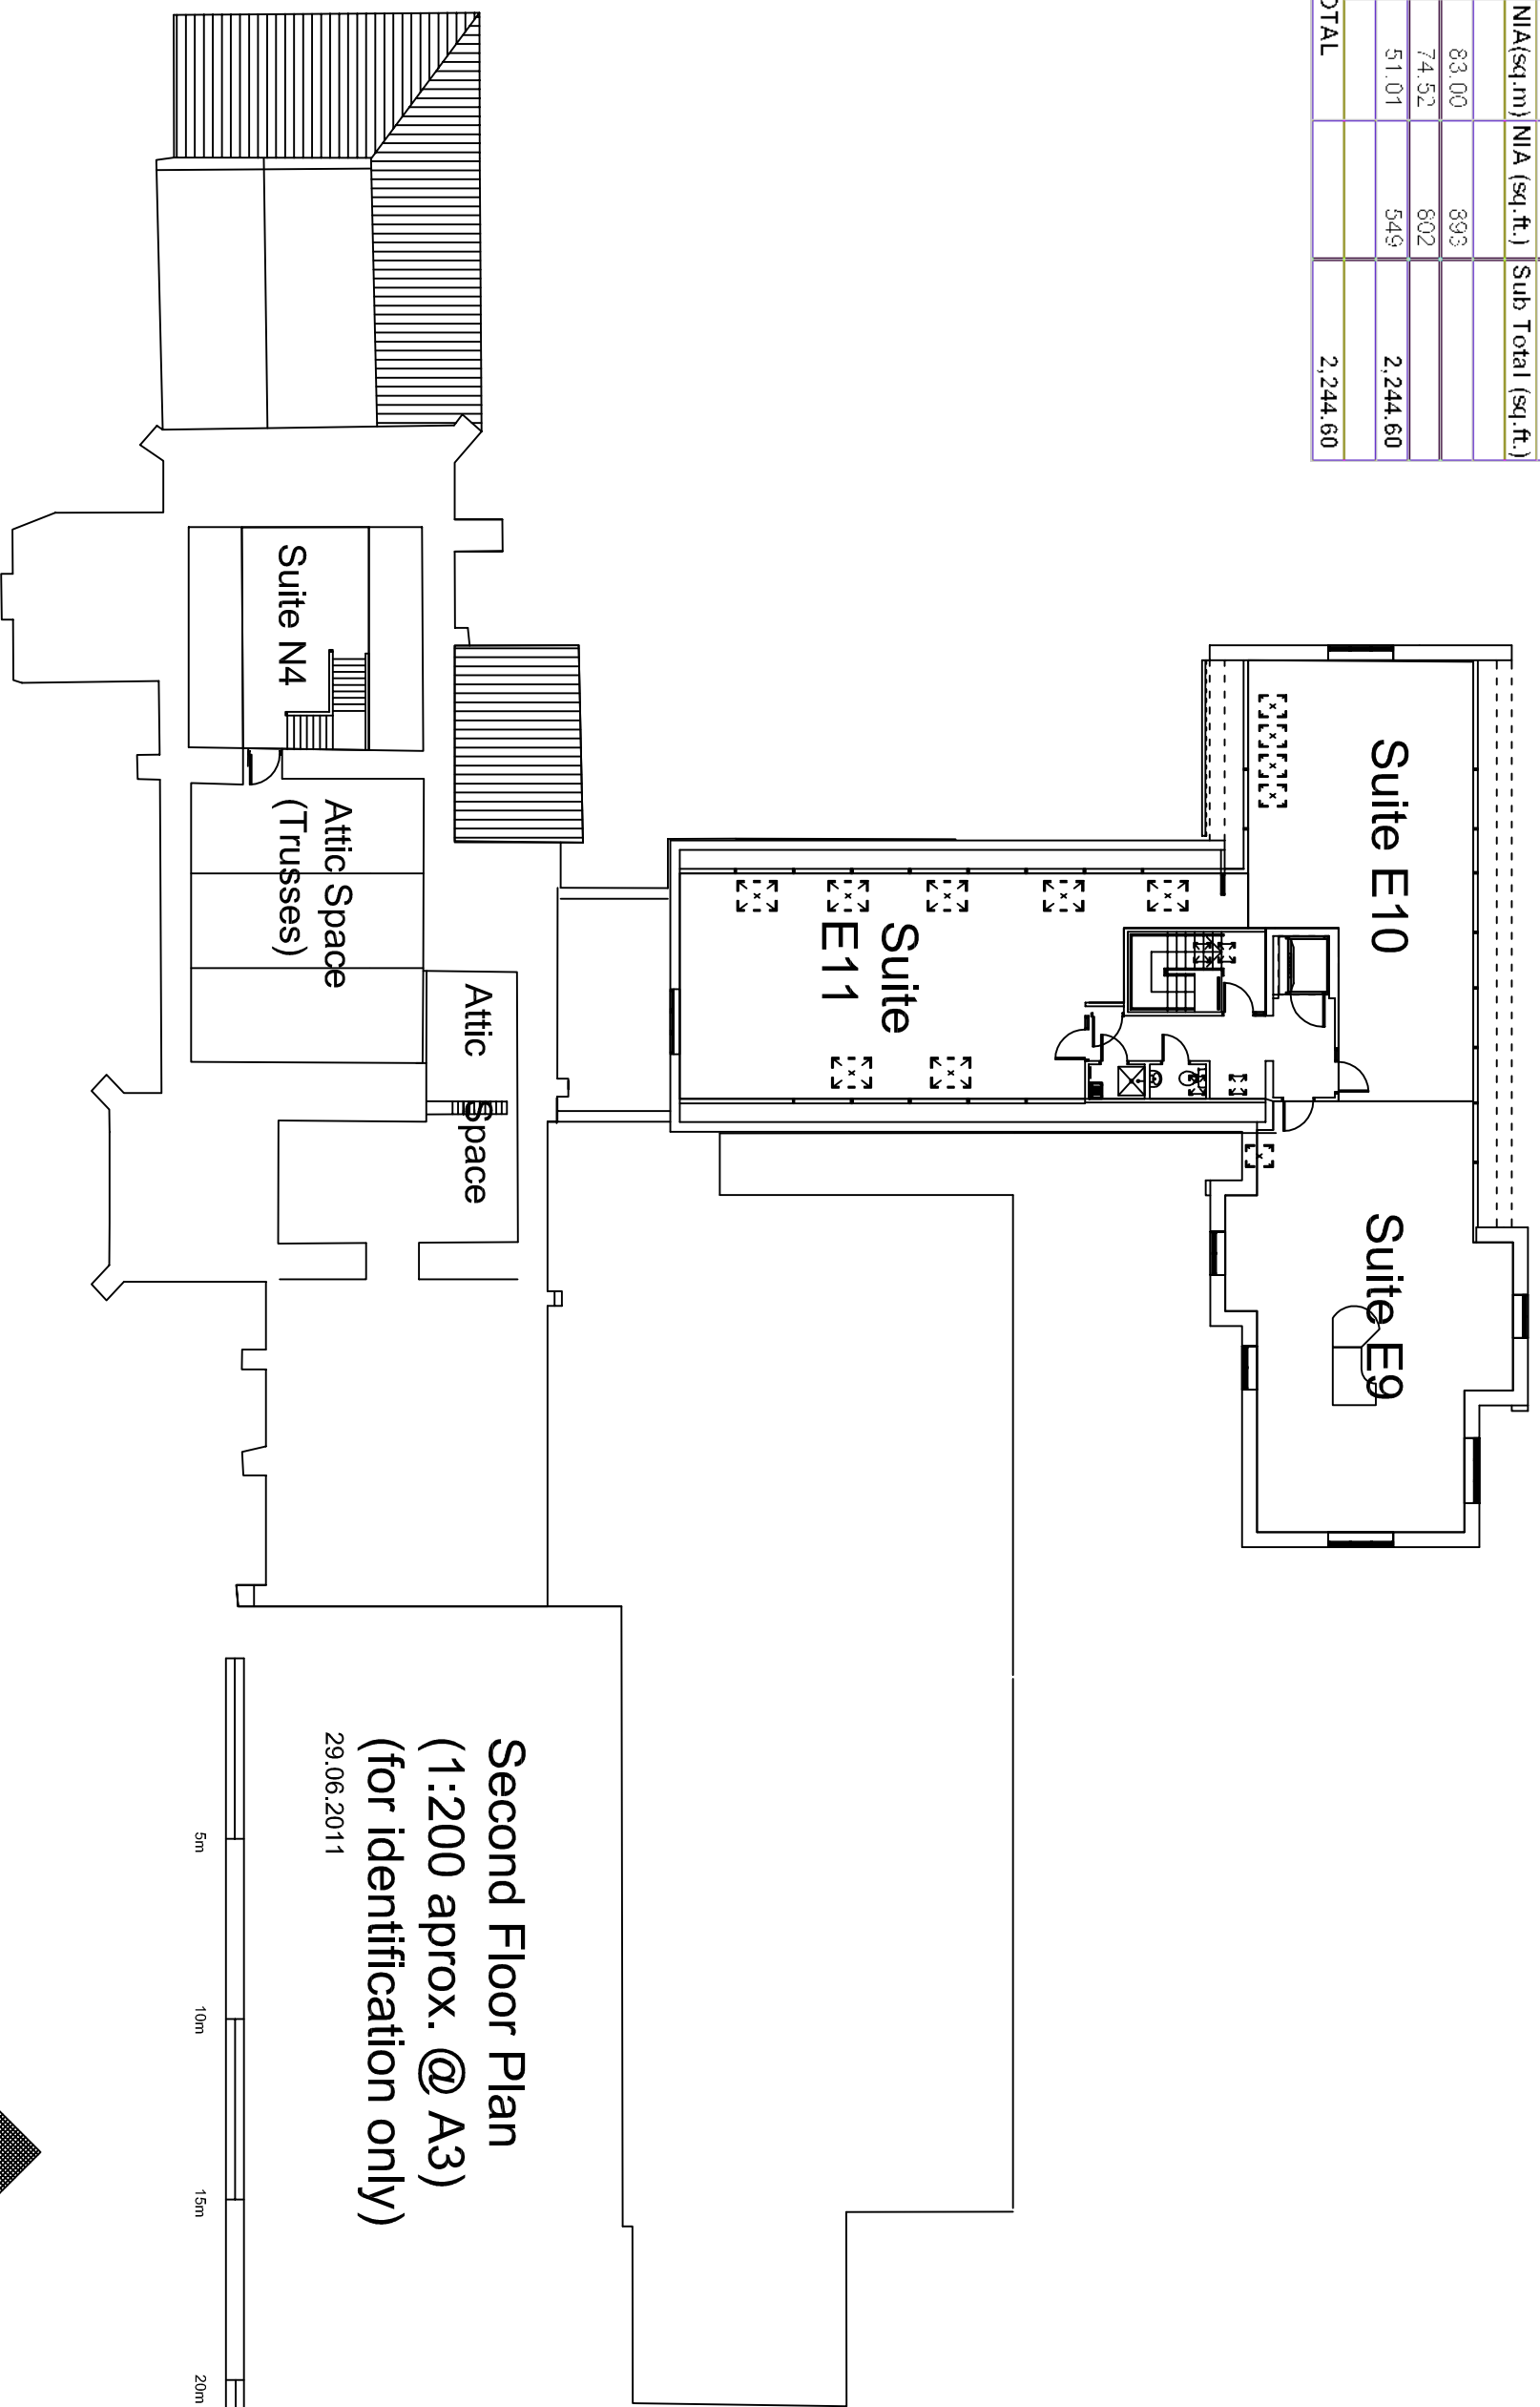 NIA(sq.m) NIA (sq.ft.) Sub Total (sq.ft.)
83.00 893
74.52 802
51.01 549 2,244.60
OTAL 2,244.60
Suite E10
Suite E9
Suite
E11
Suite N4
Attic Space
(Trusses)
Attic Space
Second Floor Plan
(1:200 aprox. @ A3)
(for identification only)
29.06.2011
5m 10m 15m 20m